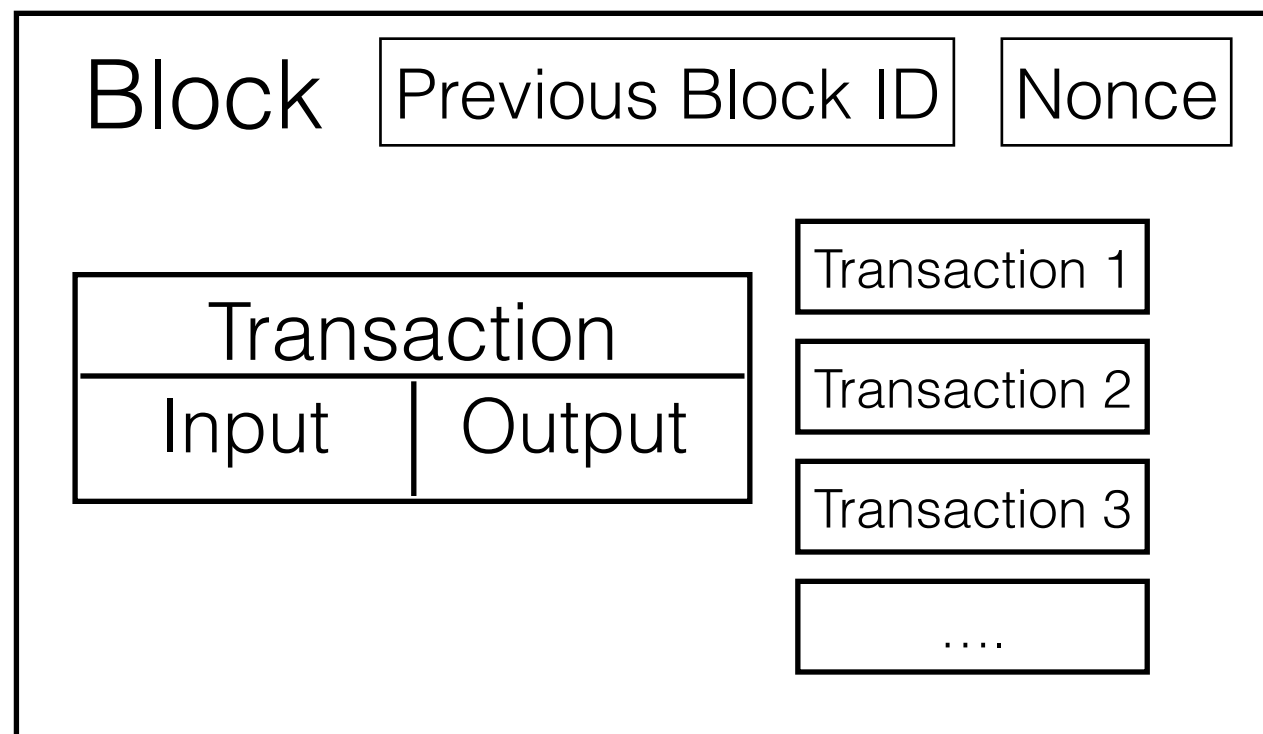 Block
Previous Block ID
Nonce
Transaction
Input
Output
Transaction 1
Transaction 2
Transaction 3
....